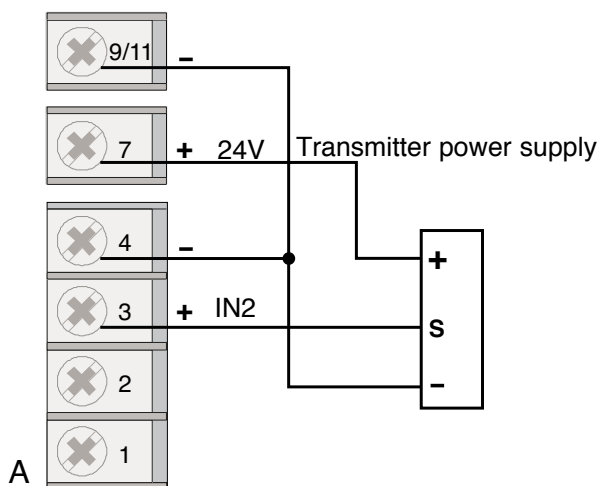 9/11 –
7 + 24V Transmitter power supply
4 –
+
3 + IN2
S
2
–
1
A